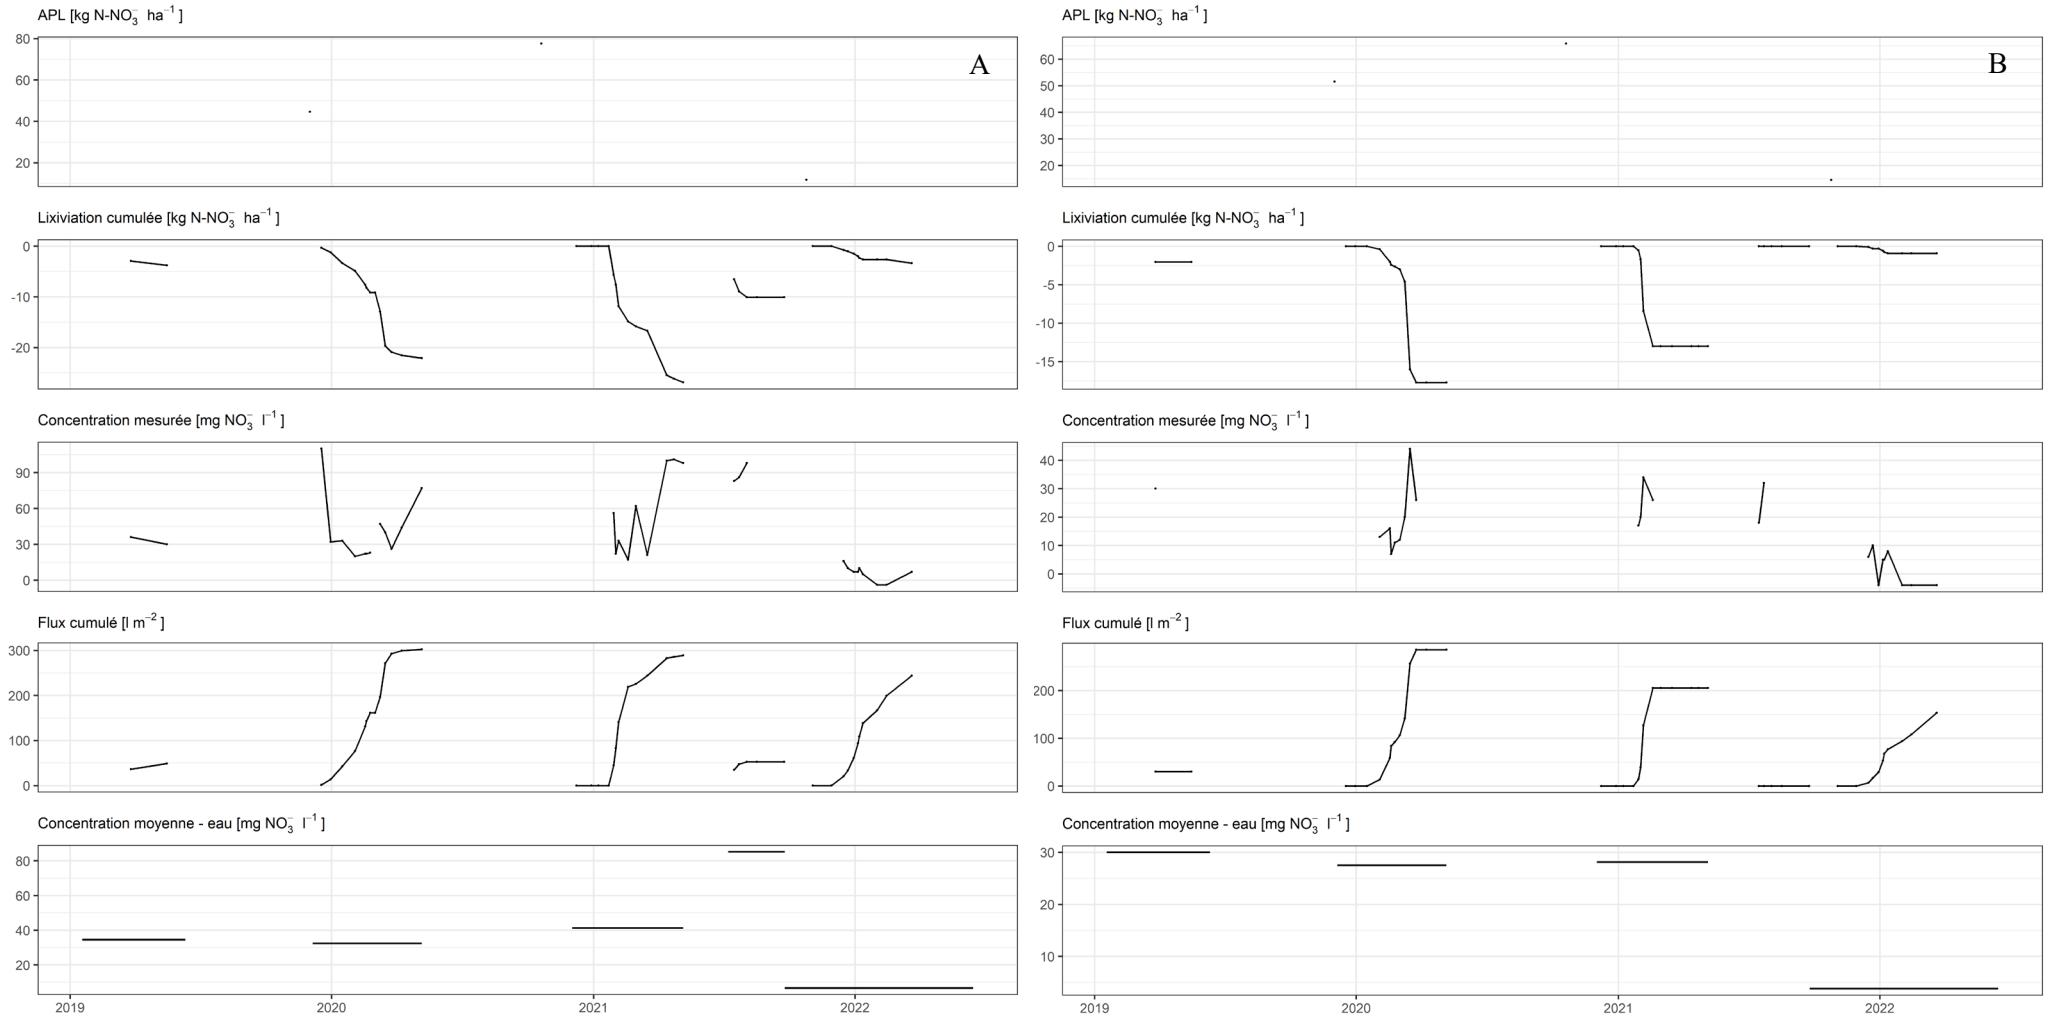 APL [kg N-NO₃⁻ ha⁻¹ ]
A
80
60
40
20
Lixiviation cumulée [kg N-NO₃⁻ ha⁻¹ ]
0
-10
-20
Concentration mesurée [mg NO₃⁻ l⁻¹ ]
90
60
30
0
Flux cumulé [l m⁻² ]
300
200
100
0
Concentration moyenne - eau [mg NO₃⁻ l⁻¹ ]
80
60
40
20
2019 2020 2021 2022
APL [kg N-NO₃⁻ ha⁻¹ ]
B
60
50
40
30
20
Lixiviation cumulée [kg N-NO₃⁻ ha⁻¹ ]
0
-5
-10
-15
Concentration mesurée [mg NO₃⁻ l⁻¹ ]
40
30
20
10
0
Flux cumulé [l m⁻² ]
200
100
0
Concentration moyenne - eau [mg NO₃⁻ l⁻¹ ]
30
20
10
2019 2020 2021 2022